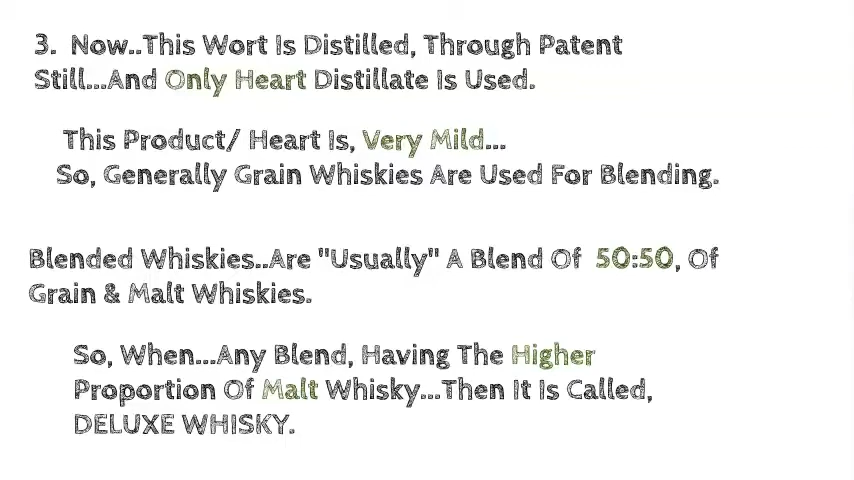 3. Now..This Wort Is Distilled, Through Patent
Still...And Only Heart Distillate Is Used.
This Product/ Heart Is, Very Mild...
So, Generally Grain Whiskies Are Used For Blending.
Blended Whiskies..Are "Usually" A Blend Of 50:50, Of
Grain & Malt Whiskies.
So, When...Any Blend, Having The Higher
Proportion Of Malt Whisky...Then It Is Called,
DELUXE WHISKY.